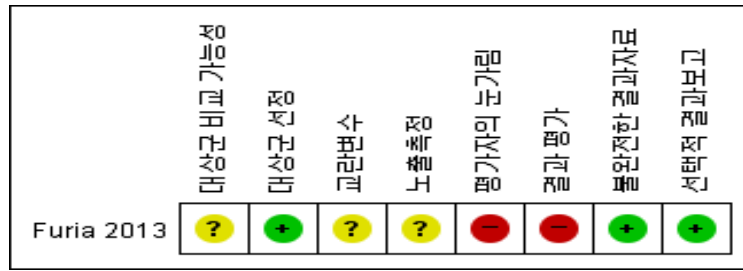 대상군 비교 가능성
대상군 선정
교란변수
노출측정
평가자의 눈가림
결과 평가
불완전한 결과자료
선택적 결과보고
Furia 2013 ? + ? ? − − + +